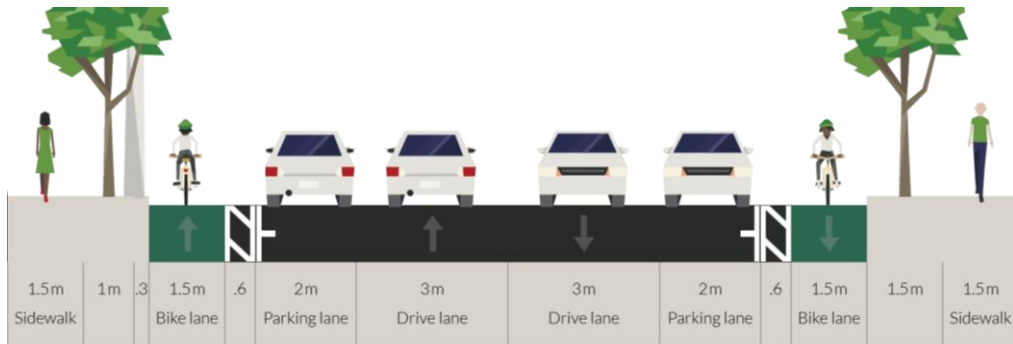 1.5m 1m .3 1.5m .6 2m 3m 3m 2m .6 1.5m 1.5m 1.5m
Sidewalk Bike lane Parking lane Drive lane Drive lane Parking lane Bike lane Sidewalk